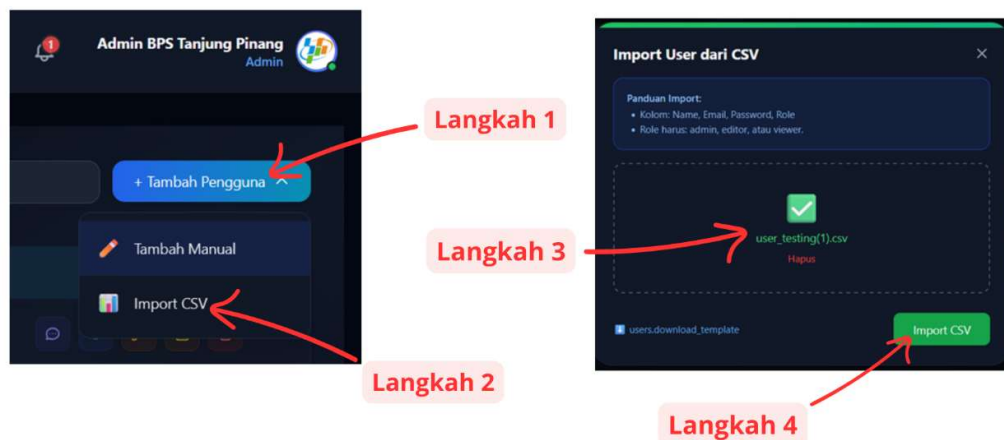 1
Admin BPS Tanjung Pinang
Admin
Langkah 1
+ Tambah Pengguna
Tambah Manual
Import CSV
Langkah 2
Import User dari CSV
Panduan Import:
• Kolom: Name, Email, Password, Role
• Role harus: admin, editor, atau viewer.
Langkah 3
user_testing(1).csv
Hapus
users.download_template
Import CSV
Langkah 4